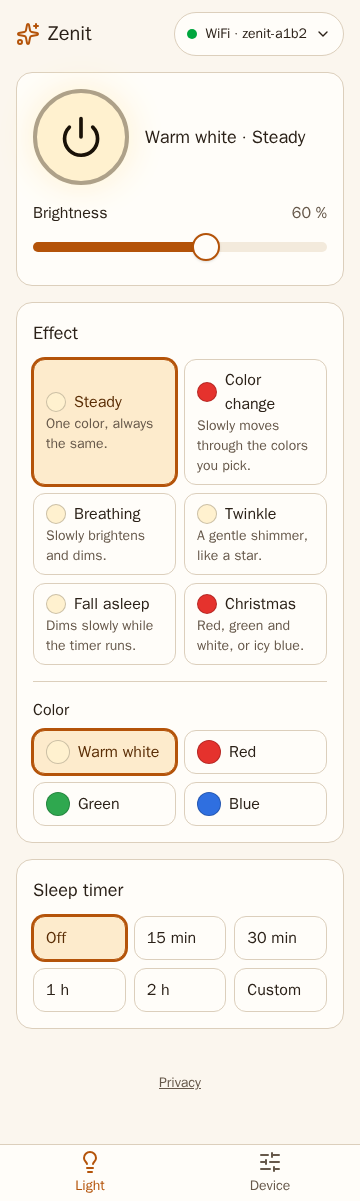 Zenit
WiFi · zenit-a1b2
Warm white · Steady
Brightness
60 %
Effect
Steady
One color, always
the same.
Color
change
Slowly moves
through the colors
you pick.
Breathing
Slowly brightens
and dims.
Twinkle
A gentle shimmer,
like a star.
Fall asleep
Dims slowly while
the timer runs.
Christmas
Red, green and
white, or icy blue.
Color
Warm white
Red
Green
Blue
Sleep timer
Off
15 min
30 min
1 h
2 h
Custom
Privacy
Light
Device